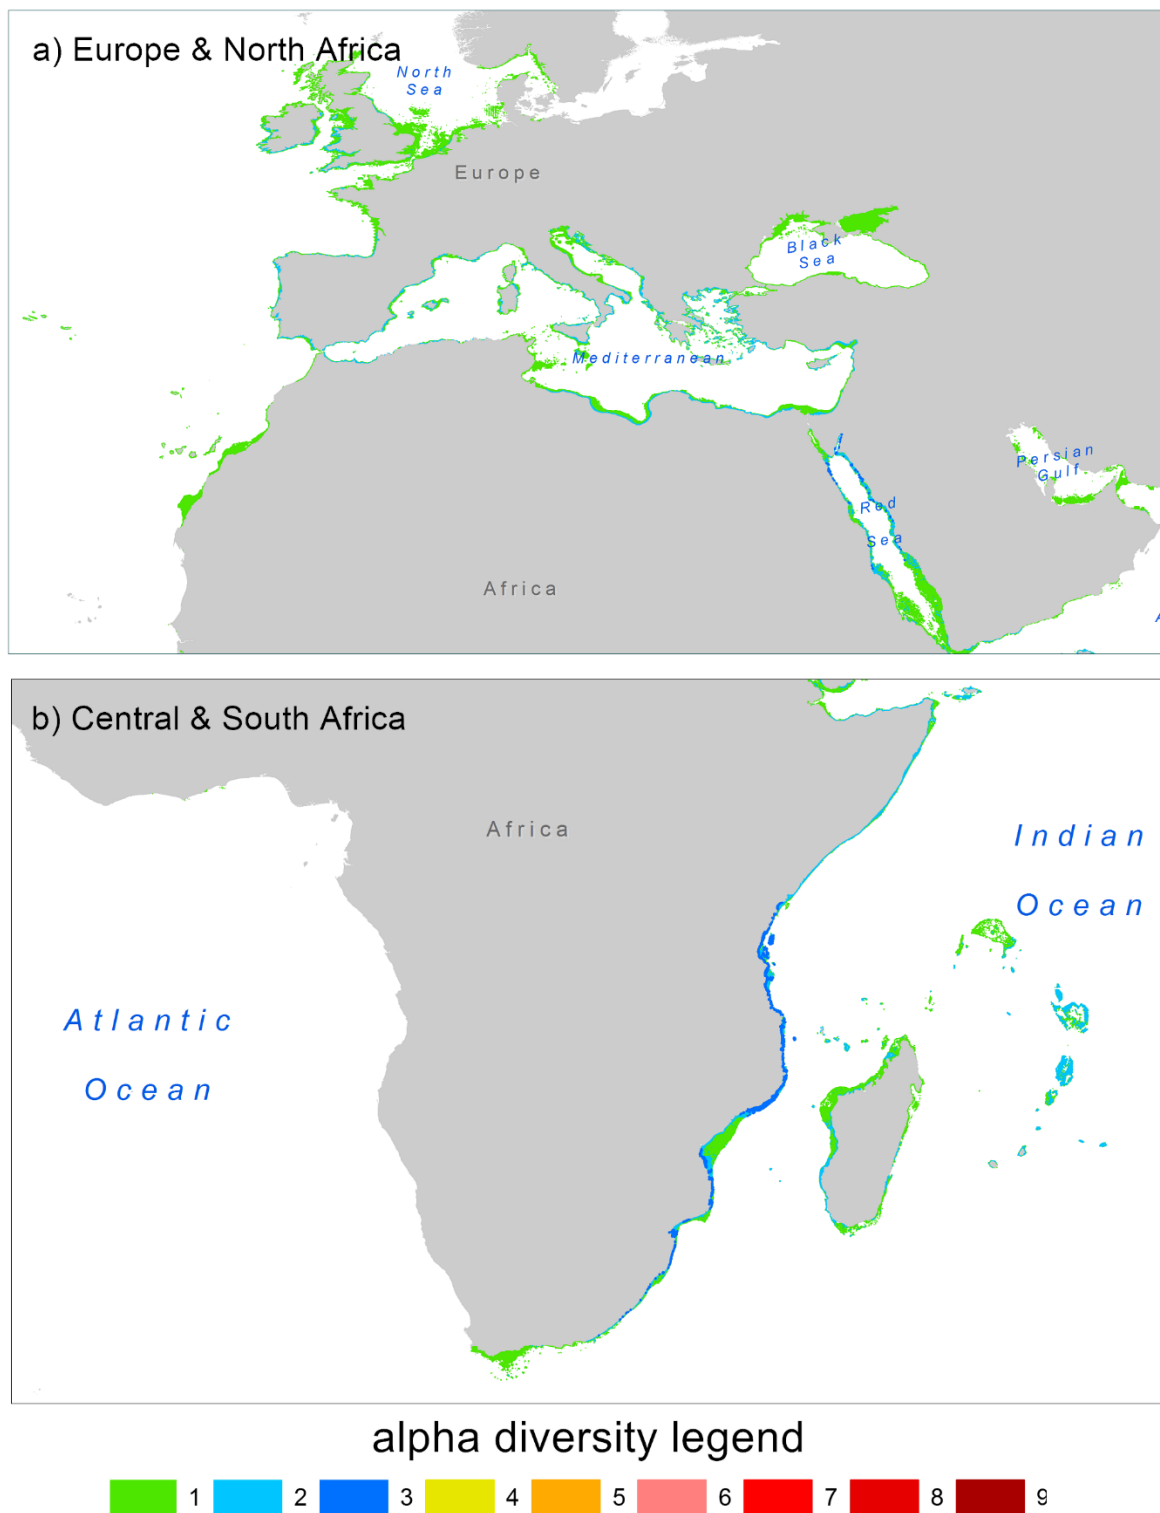 a) Europe & North Africa
North
Sea
Europe
Black
Sea
Mediterranean
Persian
Gulf
Red
Sea
Africa
A
b) Central & South Africa
Africa
Indian
Ocean
Atlantic
Ocean
alpha diversity legend
1 2 3 4 5 6 7 8 9